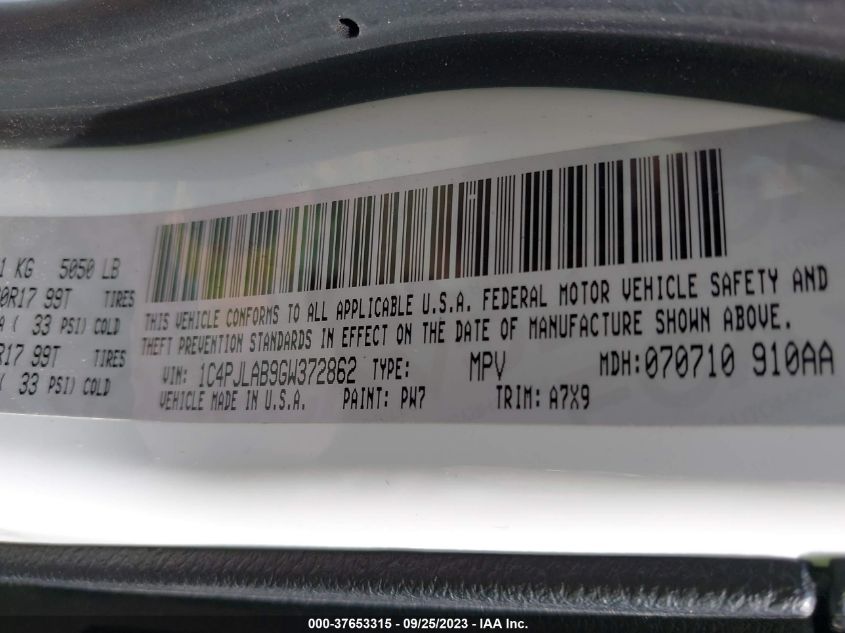 1 KG 5050 LB
0R17 99T TIRES
A ( 33 PSI) COLD
R17 99T TIRES
( 33 PSI) COLD
THIS VEHICLE CONFORMS TO ALL APPLICABLE U.S.A. FEDERAL MOTOR VEHICLE SAFETY AND
THEFT PREVENTION STANDARDS IN EFFECT ON THE DATE OF MANUFACTURE SHOWN ABOVE.
VIN: 1C4PJLAB9GW372862 TYPE: MPV MDH: 070710 910AA
VEHICLE MADE IN U.S.A. PAINT: PW7 TRIM: A7X9
000-37653315 - 09/25/2023 - IAA Inc.